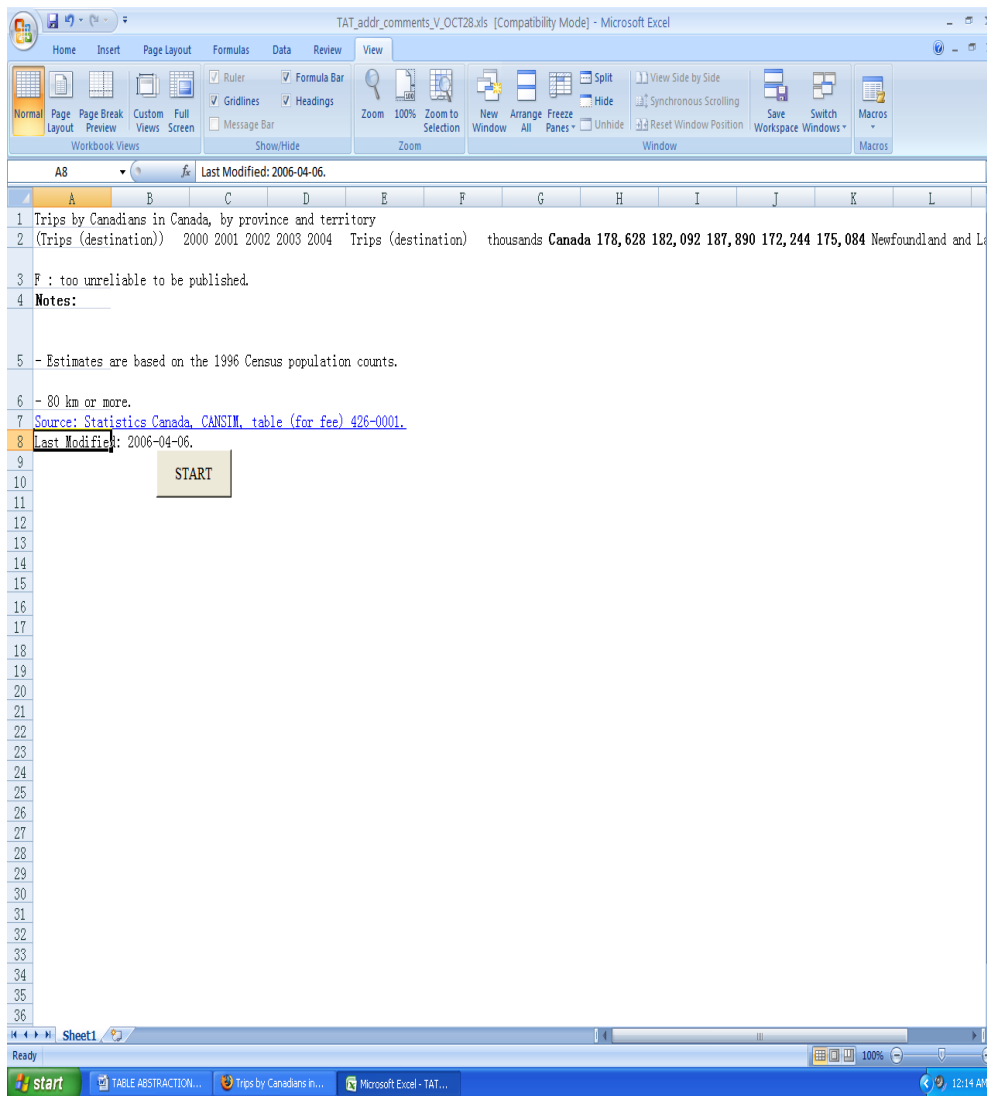 TAT_addr_comments_V_OCT28.xls [Compatibility Mode] - Microsoft Excel
Home Insert Page Layout Formulas Data Review View
Normal Page Layout Page Break Preview Custom Views Full Screen
Workbook Views
Ruler Formula Bar
Gridlines Headings
Message Bar
Show/Hide
Zoom 100% Zoom to Selection
Zoom
New Window Arrange All Freeze Panes
Split
Hide
Unhide
View Side by Side
Synchronous Scrolling
Reset Window Position
Save Workspace Switch Windows
Window
Macros
Macros
A8 fx Last Modified: 2006-04-06.
A B C D E F G H I J K L
1 Trips by Canadians in Canada, by province and territory
2 (Trips (destination)) 2000 2001 2002 2003 2004 Trips (destination) thousands Canada 178,628 182,092 187,890 172,244 175,084 Newfoundland and La
3 F : too unreliable to be published.
4 Notes:
5 - Estimates are based on the 1996 Census population counts.
6 - 80 km or more.
7 Source: Statistics Canada, CANSIM, table (for fee) 426-0001.
8 Last Modified: 2006-04-06.
9
START
10
11
12
13
14
15
16
17
18
19
20
21
22
23
24
25
26
27
28
29
30
31
32
33
34
35
36
Sheet1
Ready 100%
start TABLE ABSTRACTION... Trips by Canadians in... Microsoft Excel - TAT... 12:14 AM